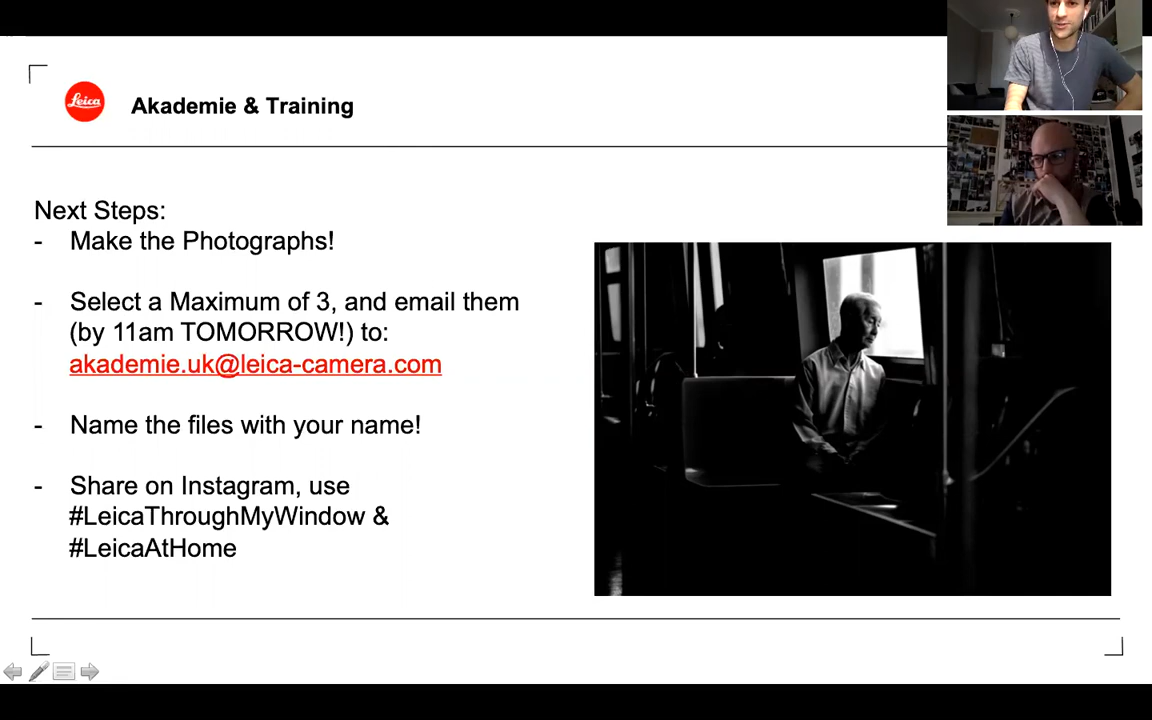 Leica
Akademie & Training
Next Steps:
- Make the Photographs!
- Select a Maximum of 3, and email them
(by 11am TOMORROW!) to:
akademie.uk@leica-camera.com
- Name the files with your name!
- Share on Instagram, use
#LeicaThroughMyWindow &
#LeicaAtHome